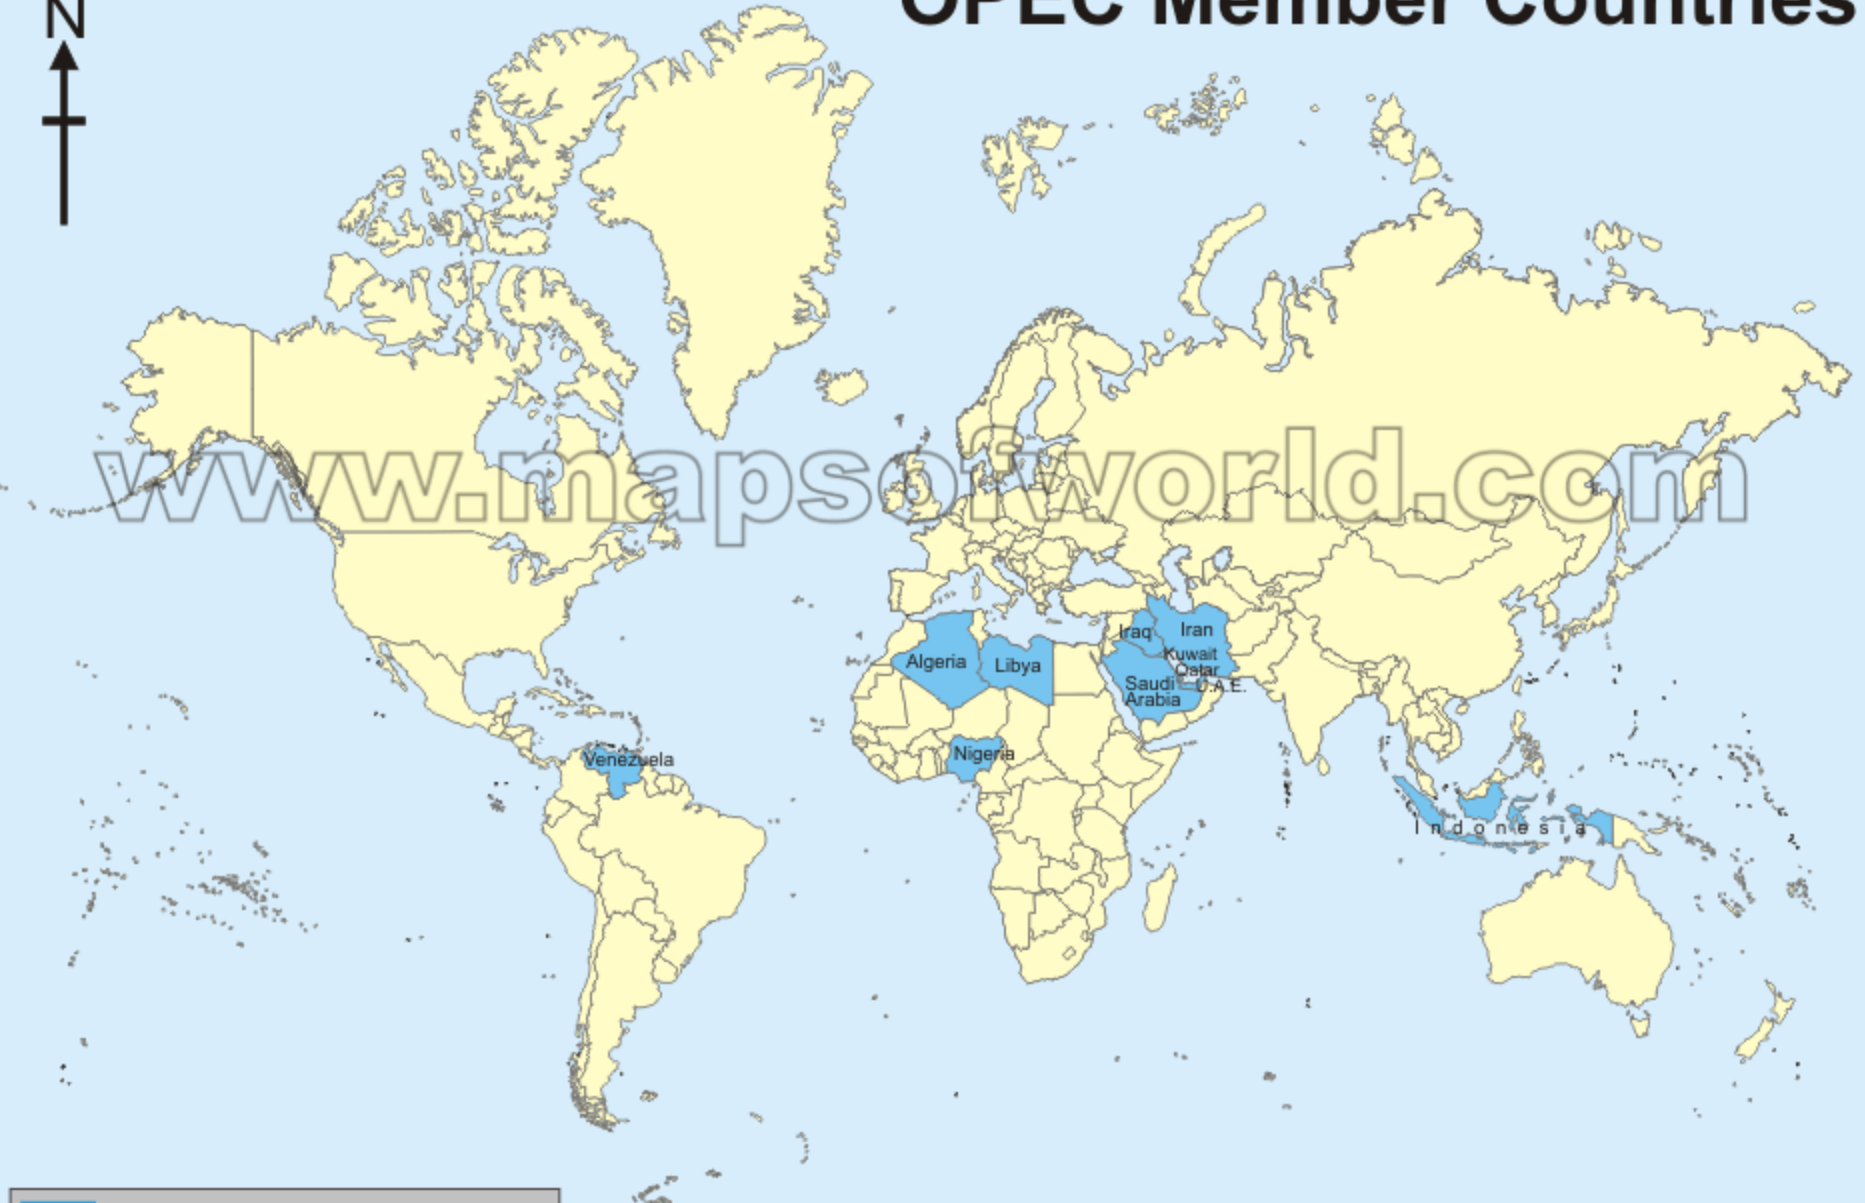 N
OPEC Member Countries
www.mapsofworld.com
Iraq
Iran
Kuwait
Qatar
U.A.E.
Saudi
Arabia
Algeria
Libya
Nigeria
Venezuela
Indonesia